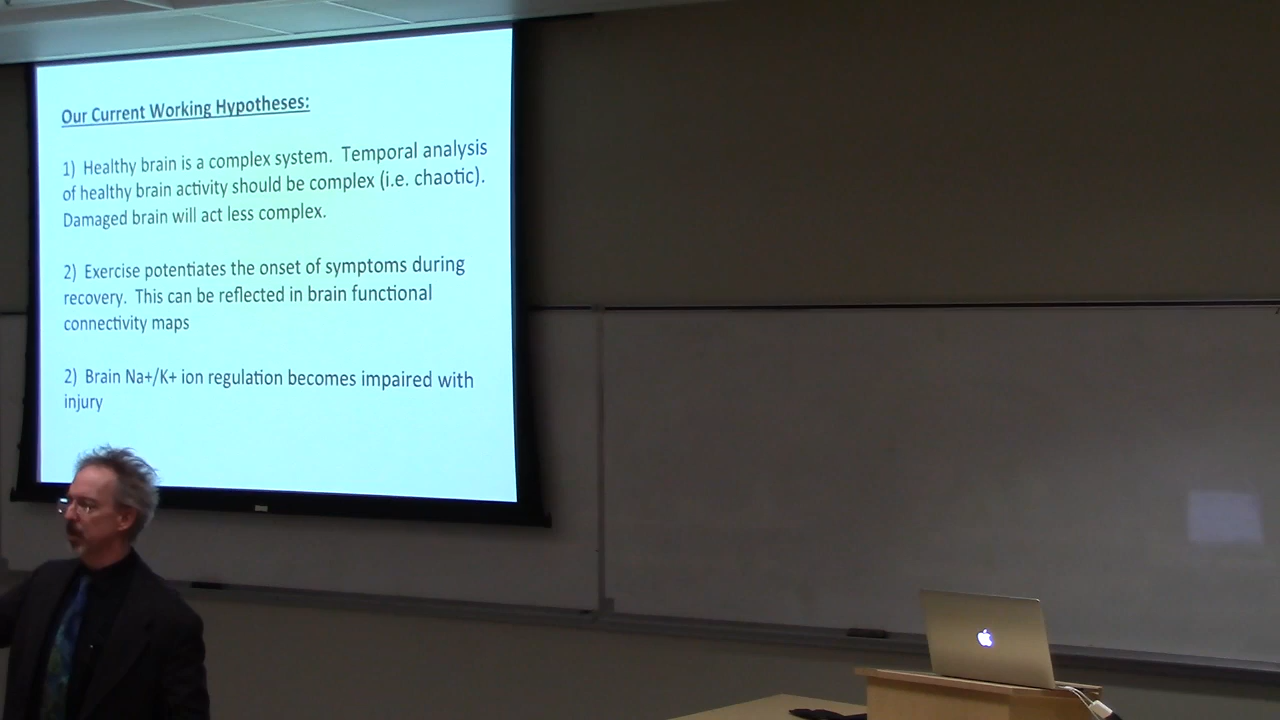 Our Current Working Hypotheses:
1) Healthy brain is a complex system. Temporal analysis
of healthy brain activity should be complex (i.e. chaotic).
Damaged brain will act less complex.
2) Exercise potentiates the onset of symptoms during
recovery. This can be reflected in brain functional
connectivity maps
2) Brain Na+/K+ ion regulation becomes impaired with
injury